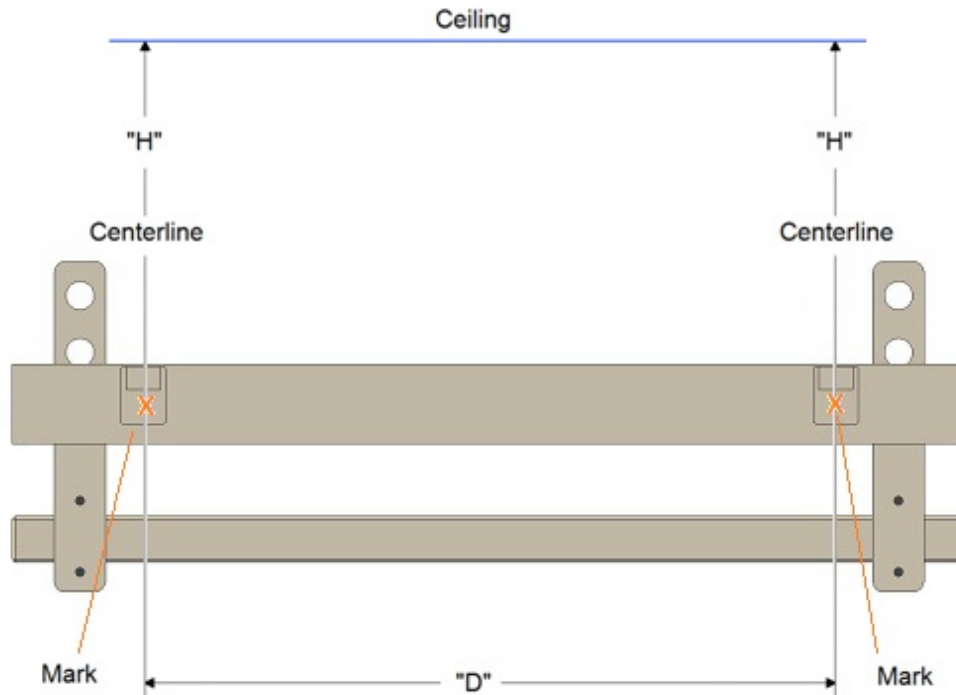 Ceiling
"H" "H"
Centerline Centerline
X X
Mark "D" Mark